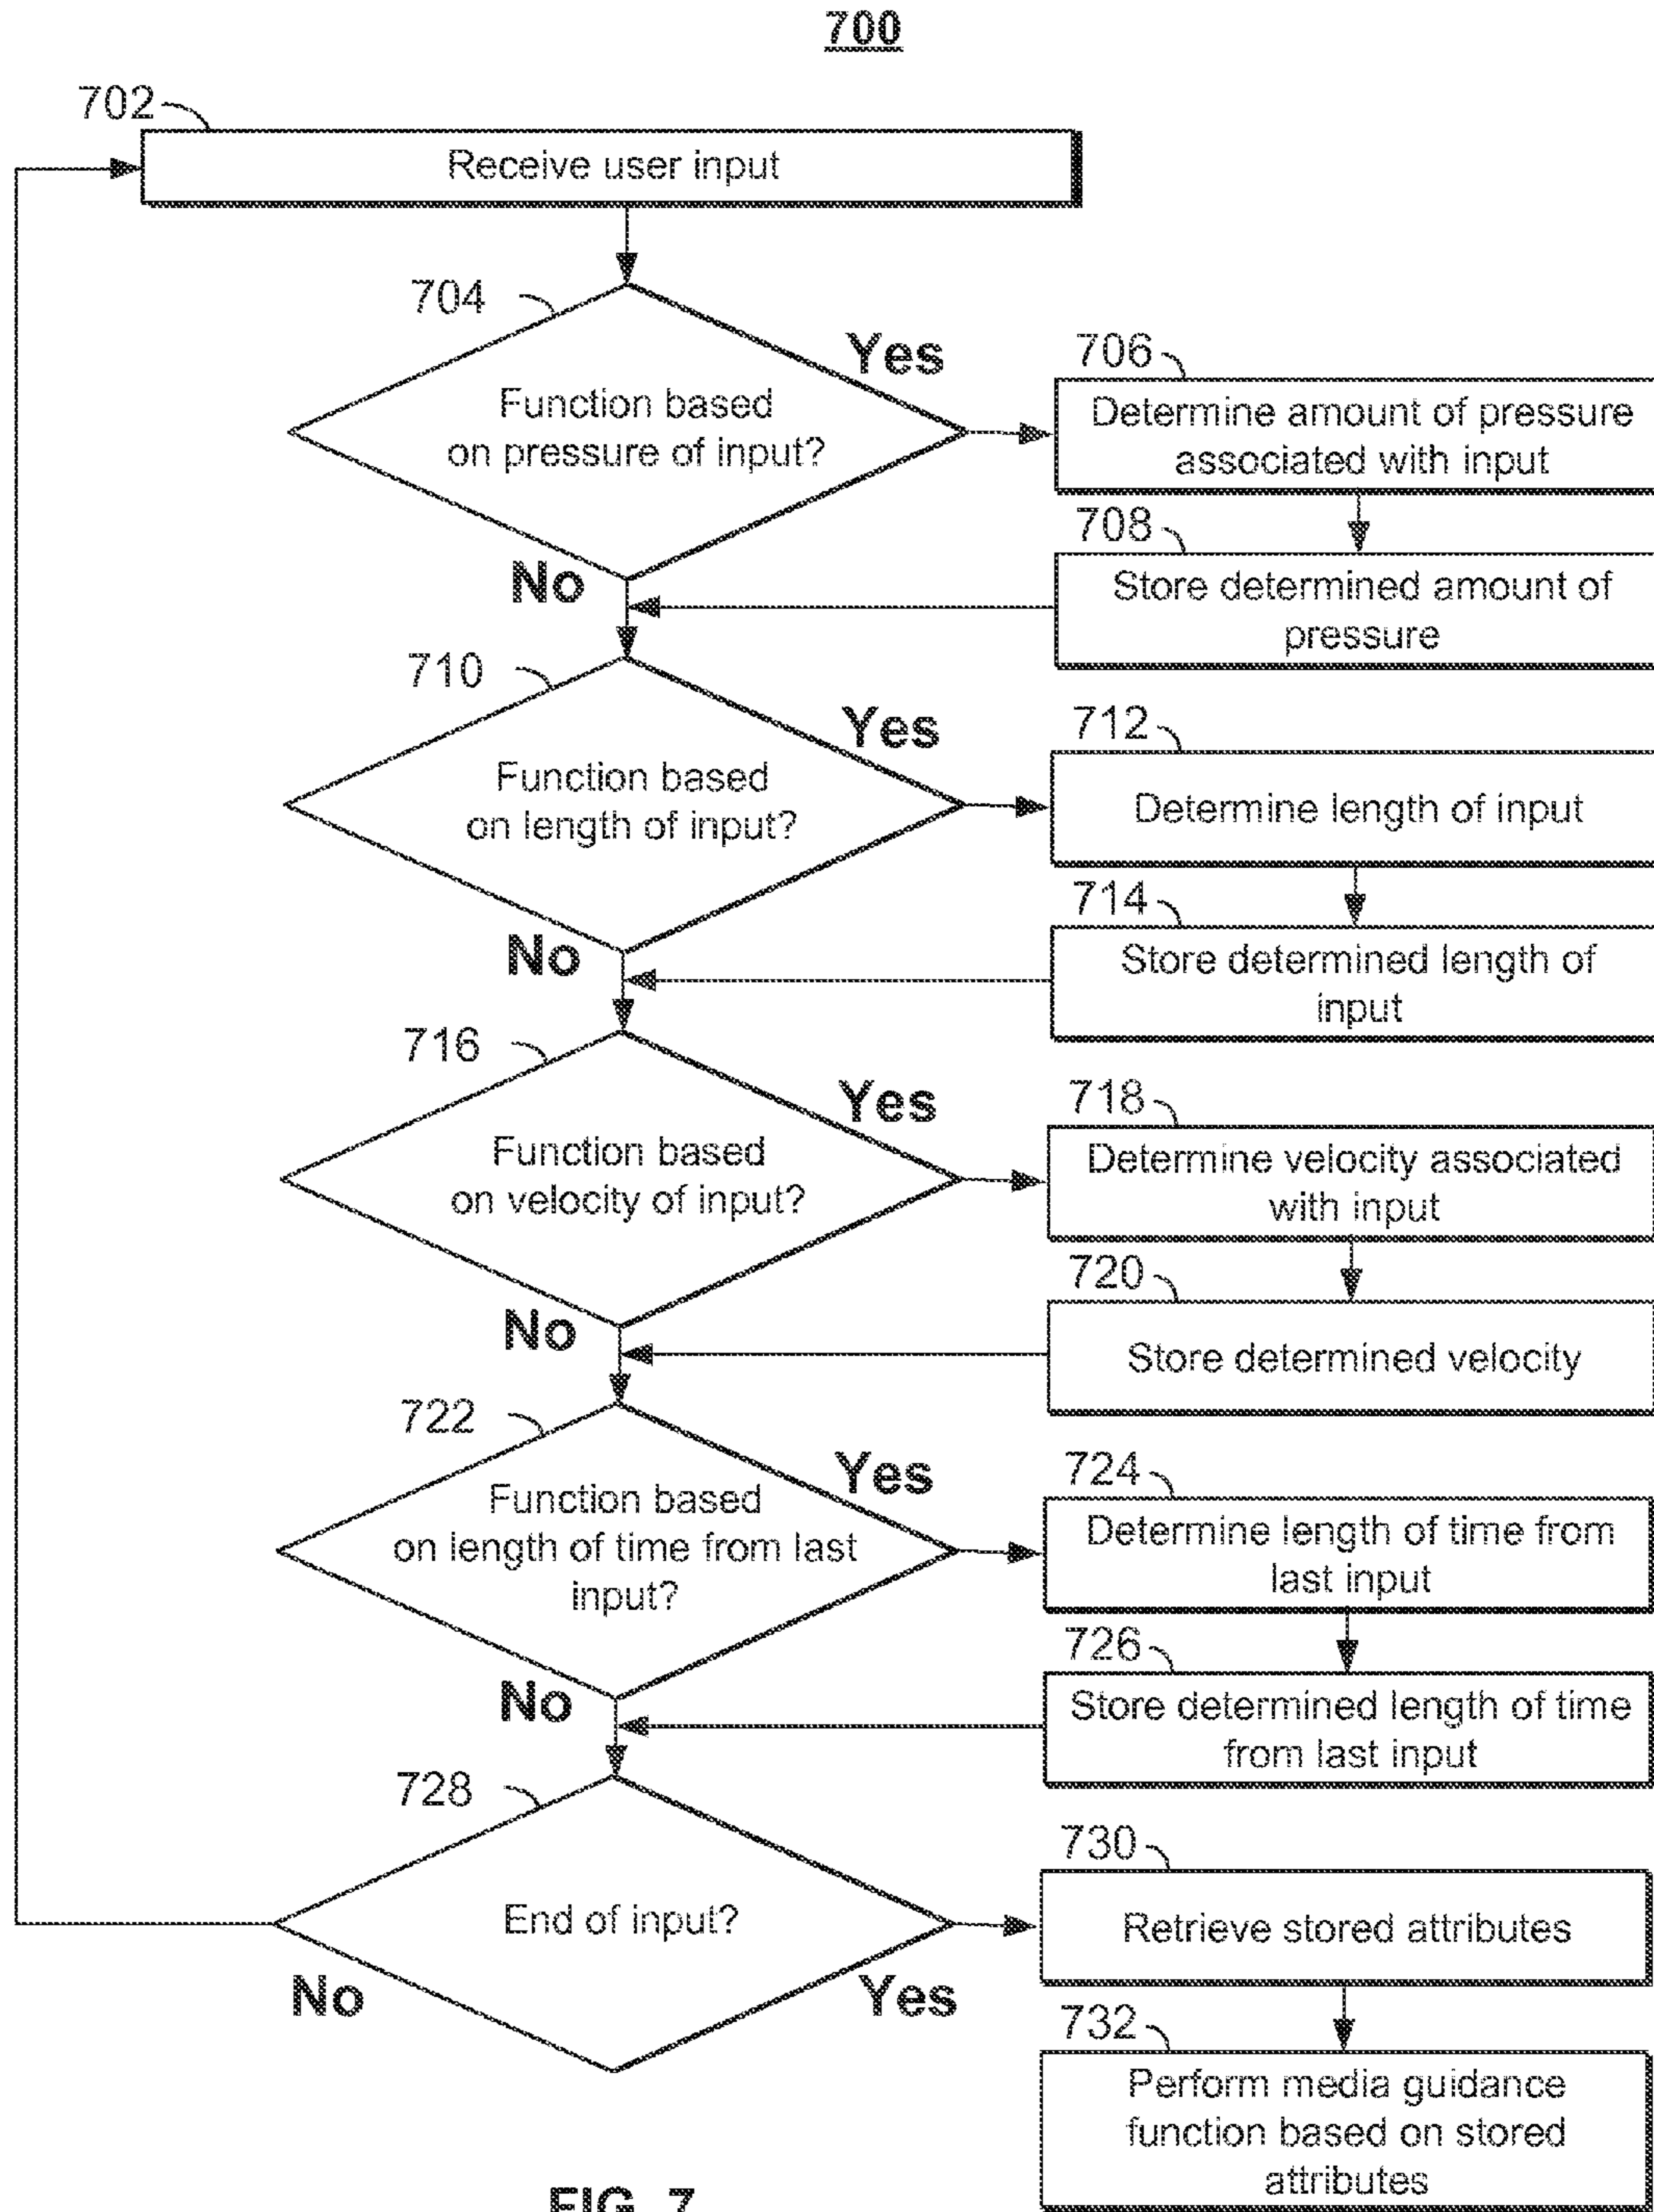 700
702
Receive user input
704
Function based
on pressure of input?
Yes
No
706
Determine amount of pressure
associated with input
708
Store determined amount of
pressure
710
Function based
on length of input?
Yes
No
712
Determine length of input
714
Store determined length of
input
716
Function based
on velocity of input?
Yes
No
718
Determine velocity associated
with input
720
Store determined velocity
722
Function based
on length of time from last
input?
Yes
No
724
Determine length of time from
last input
726
Store determined length of time
from last input
728
End of input?
No
Yes
730
Retrieve stored attributes
732
Perform media guidance
function based on stored
attributes
FIG. 7